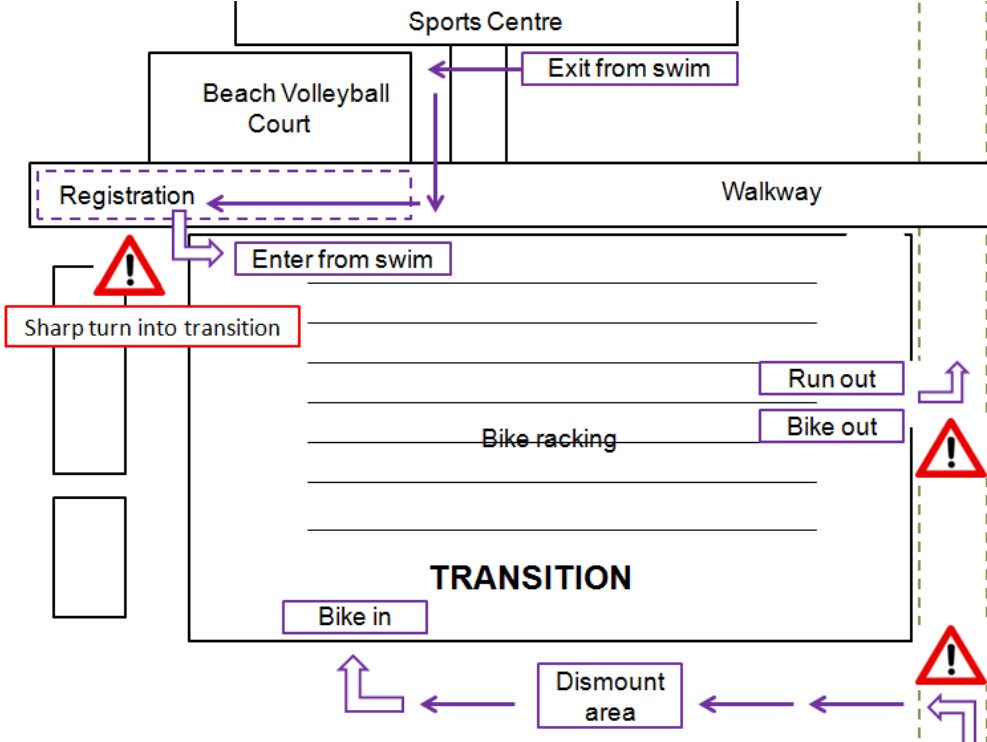 Sports Centre
Exit from swim
Beach Volleyball
Court
Registration
Walkway
Enter from swim
!
Sharp turn into transition
Run out
Bike out
!
Bike racking
TRANSITION
Bike in
!
Dismount
area